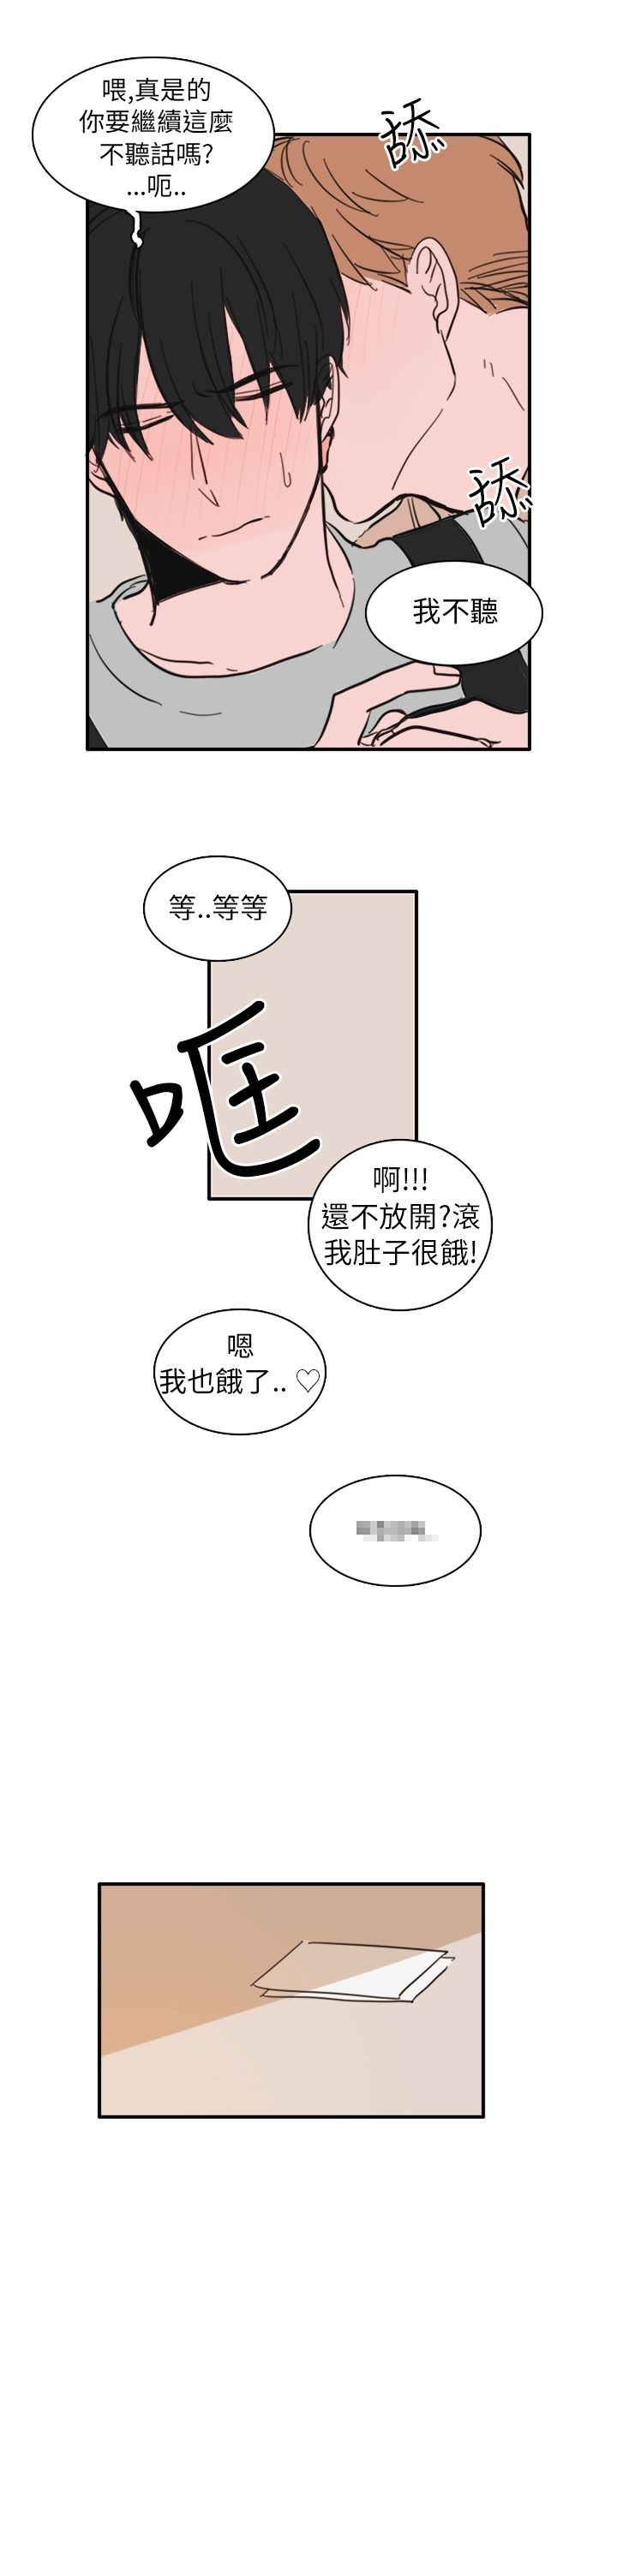 喂,真是的
你要繼續這麼
不聽話嗎?
...呃..
舔
舔
我不聽
等..等等
哐
啊!!!
還不放開?滾
我肚子很餓!
嗯
我也餓了.. ♡